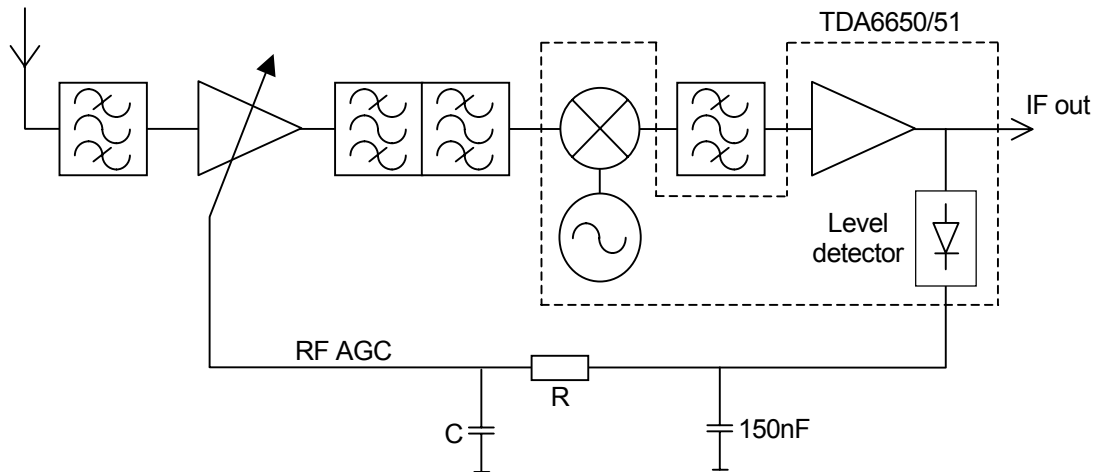 TDA6650/51
IF out
Level
detector
RF AGC
R
C
150nF